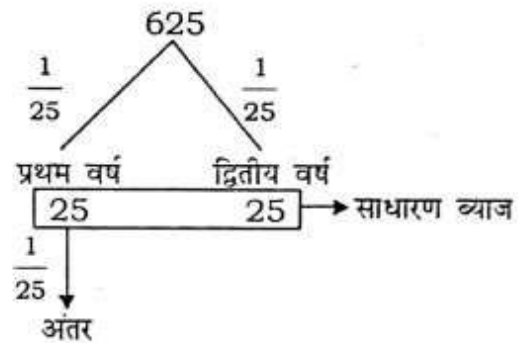 625
1/25 1/25
प्रथम वर्ष द्वितीय वर्ष
25 25 साधारण ब्याज
1/25
अंतर